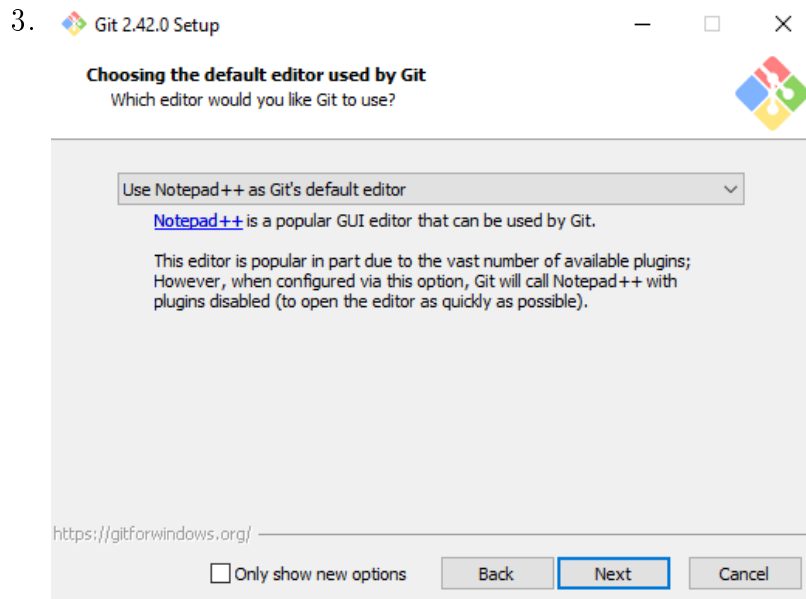 3. Git 2.42.0 Setup
Choosing the default editor used by Git
Which editor would you like Git to use?
Use Notepad++ as Git's default editor
Notepad++ is a popular GUI editor that can be used by Git.
This editor is popular in part due to the vast number of available plugins;
However, when configured via this option, Git will call Notepad++ with
plugins disabled (to open the editor as quickly as possible).
https://gitforwindows.org/
Only show new options Back Next Cancel